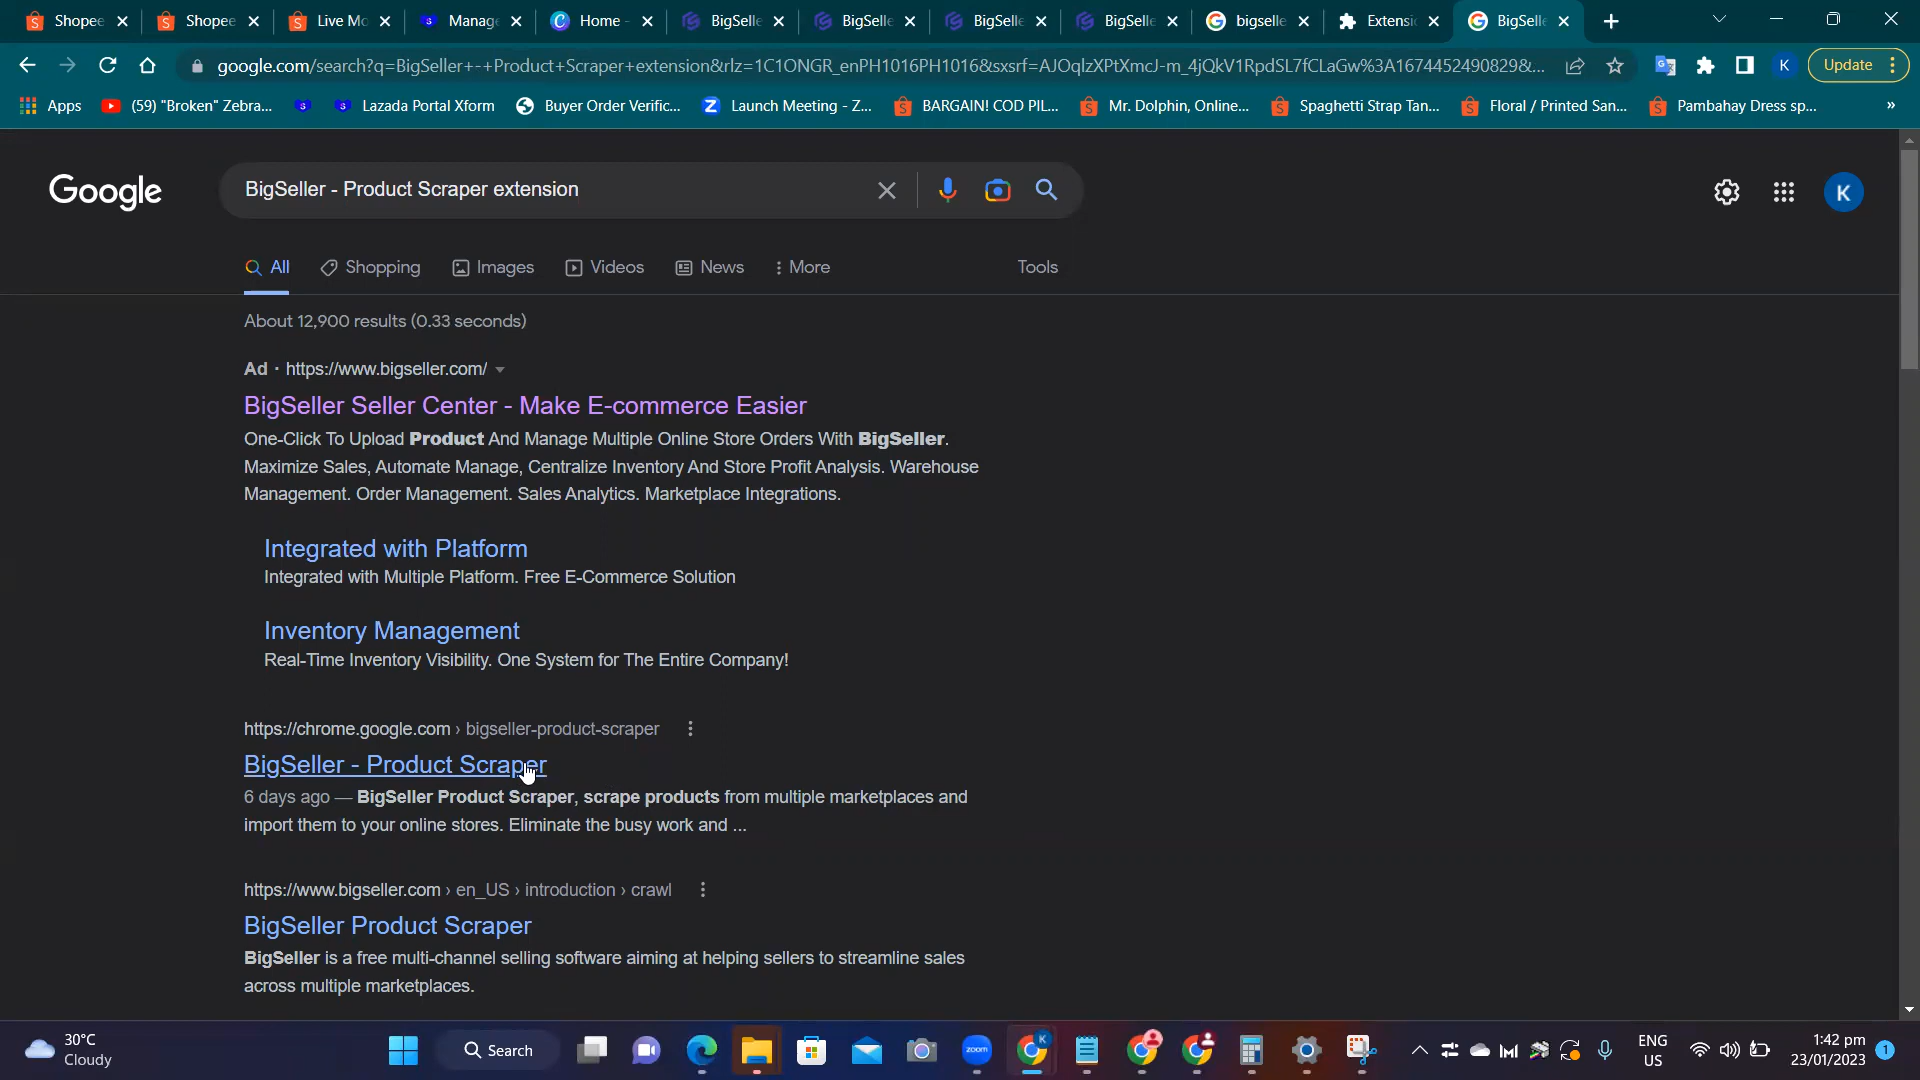 Shopee
Shopee
Live Mo
Manage
Home -
BigSelle
BigSelle
BigSelle
BigSelle
bigselle
Extensi
BigSelle
google.com/search?q=BigSeller+-+Product+Scraper+extension&rlz=1C1ONGR_enPH1016PH1016&sxsrf=AJOqlzXPtXmcJ-m_4jQkV1RpdSL7fCLaGw%3A1674452490829&...
K
Update
Apps
(59) "Broken" Zebra...
Lazada Portal Xform
Buyer Order Verific...
Launch Meeting - Z...
BARGAIN! COD PIL...
Mr. Dolphin, Online...
Spaghetti Strap Tan...
Floral / Printed San...
Pambahay Dress sp...
»
Google
BigSeller - Product Scraper extension
K
All
Shopping
Images
Videos
News
More
Tools
About 12,900 results (0.33 seconds)
Ad · https://www.bigseller.com/
BigSeller Seller Center - Make E-commerce Easier
One-Click To Upload Product And Manage Multiple Online Store Orders With BigSeller.
Maximize Sales, Automate Manage, Centralize Inventory And Store Profit Analysis. Warehouse
Management. Order Management. Sales Analytics. Marketplace Integrations.
Integrated with Platform
Integrated with Multiple Platform. Free E-Commerce Solution
Inventory Management
Real-Time Inventory Visibility. One System for The Entire Company!
https://chrome.google.com › bigseller-product-scraper
BigSeller - Product Scraper
6 days ago — BigSeller Product Scraper, scrape products from multiple marketplaces and
import them to your online stores. Eliminate the busy work and ...
https://www.bigseller.com › en_US › introduction › crawl
BigSeller Product Scraper
BigSeller is a free multi-channel selling software aiming at helping sellers to streamline sales
across multiple marketplaces.
30°C
Cloudy
Search
zoom
K
ENG
US
1:42 pm
23/01/2023
1